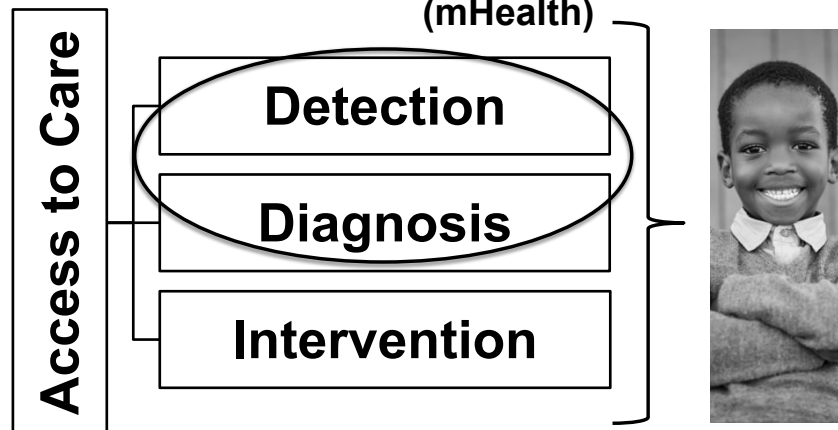 (mHealth)
Access to Care
Detection
Diagnosis
Intervention